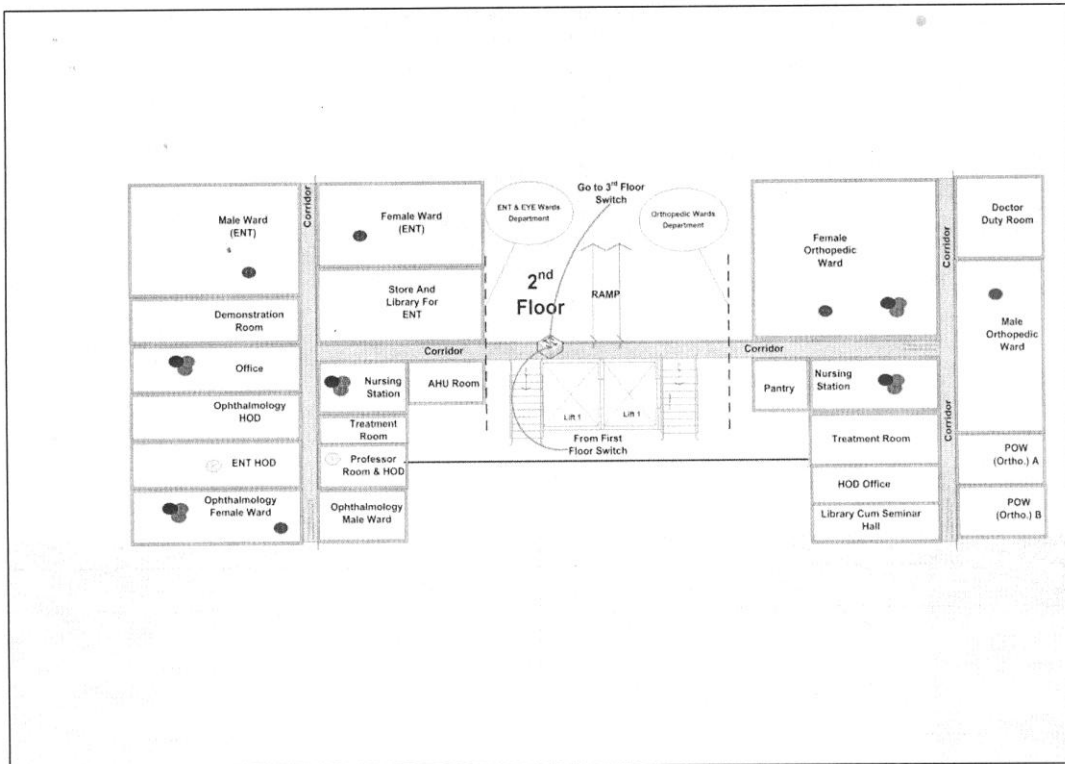 Male Ward
(ENT)
Demonstration
Room
Office
Ophthalmology
HOD
ENT HOD
Ophthalmology
Female Ward
Corridor
Female Ward
(ENT)
Store And
Library For
ENT
Corridor
Nursing
Station
AHU Room
Treatment
Room
Professor
Room & HOD
Ophthalmology
Male Ward
ENT & EYE Wards
Department
Go to 3rd Floor
Switch
Orthopedic Wards
Department
2nd
Floor
RAMP
Lift 1
Lift 1
From First
Floor Switch
Female
Orthopedic
Ward
Corridor
Pantry
Nursing
Station
Treatment Room
HOD Office
Library Cum Seminar
Hall
Corridor
Corridor
Doctor
Duty Room
Male
Orthopedic
Ward
POW
(Ortho.) A
POW
(Ortho.) B